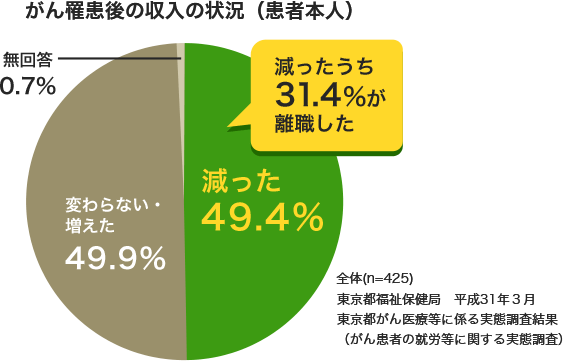 がん罹患後の収入の状況（患者本人）
無回答
0.7%
減ったうち
31.4%が
離職した
減った
49.4%
変わらない・
増えた
49.9%
全体(n=425)
東京都福祉保健局　平成31年３月
東京都がん医療等に係る実態調査結果
（がん患者の就労等に関する実態調査）